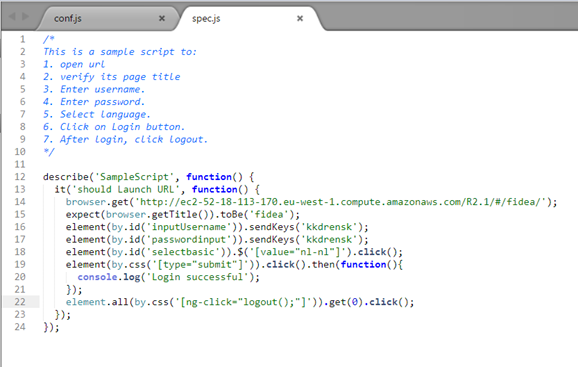 conf.js × spec.js ×
1 /*
2 This is a sample script to:
3 1. open url
4 2. verify its page title
5 3. Enter username.
6 4. Enter password.
7 5. Select language.
8 6. Click on Login button.
9 7. After login, click logout.
10 */
11
12 describe('SampleScript', function() {
13 it('should Launch URL', function() {
14 browser.get('http://ec2-52-18-113-170.eu-west-1.compute.amazonaws.com/R2.1/#/fidea/');
15 expect(browser.getTitle()).toBe('fidea');
16 element(by.id('inputUsername')).sendKeys('kkdrensk');
17 element(by.id('passwordinput')).sendKeys('kkdrensk');
18 element(by.id('selectbasic')).$('[value="nl-nl"]').click();
19 element(by.css('[type="submit"]')).click().then(function(){
20 console.log('Login successful');
21 });
22 element.all(by.css('[ng-click="logout();"]')).get(0).click();
23 });
24 });